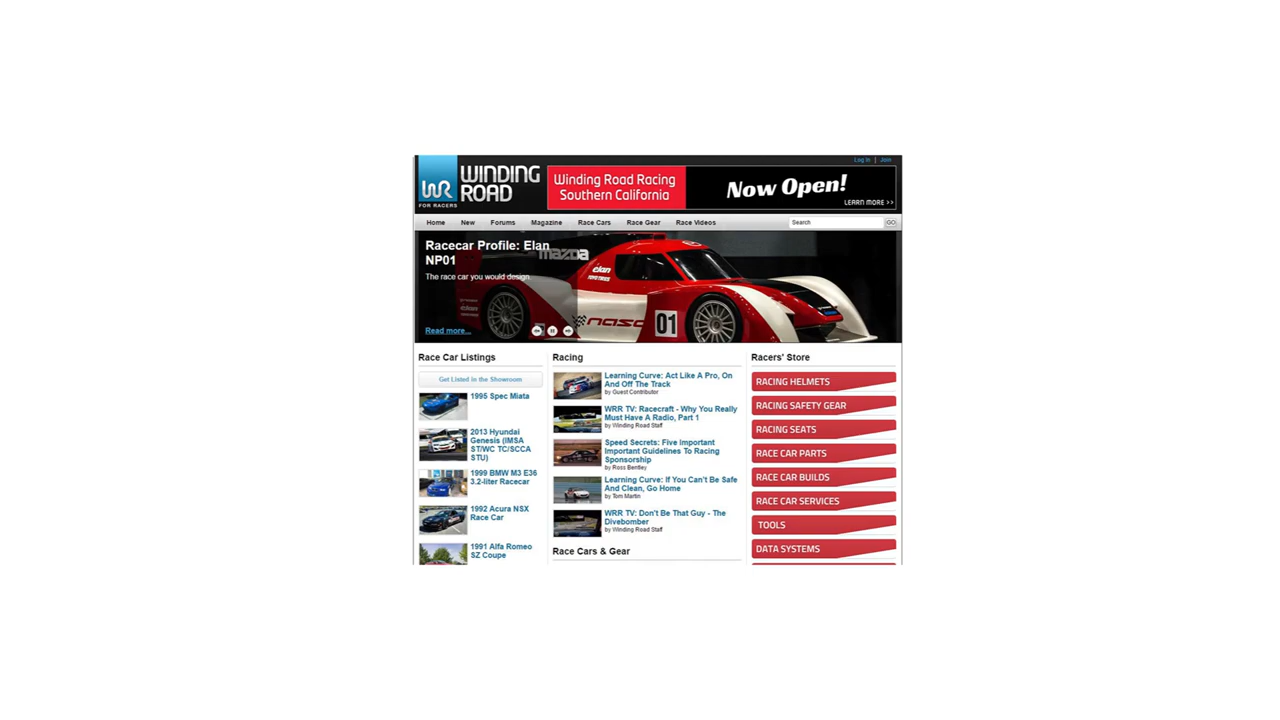 Log In | Join
WR
FOR RACERS
WINDING
ROAD
Winding Road Racing
Southern California
Now Open!
LEARN MORE >>
Home New Forums Magazine Race Cars Race Gear Race Videos
Search GO
Racecar Profile: Elan
NP01
The race car you would design
Read more...
mazda
elan
nasa
01
Race Car Listings
Get Listed in the Showroom
1995 Spec Miata
2013 Hyundai
Genesis (IMSA
ST/WC TC/SCCA
STU)
1999 BMW M3 E36
3.2-liter Racecar
1992 Acura NSX
Race Car
1991 Alfa Romeo
SZ Coupe
Racing
Learning Curve: Act Like A Pro, On
And Off The Track
by Guest Contributor
WRR TV: Racecraft - Why You Really
Must Have A Radio, Part 1
by Winding Road Staff
Speed Secrets: Five Important
Important Guidelines To Racing
Sponsorship
by Ross Bentley
Learning Curve: If You Can't Be Safe
And Clean, Go Home
by Tom Martin
WRR TV: Don't Be That Guy - The
Divebomber
by Winding Road Staff
Race Cars & Gear
Racers' Store
RACING HELMETS
RACING SAFETY GEAR
RACING SEATS
RACE CAR PARTS
RACE CAR BUILDS
RACE CAR SERVICES
TOOLS
DATA SYSTEMS